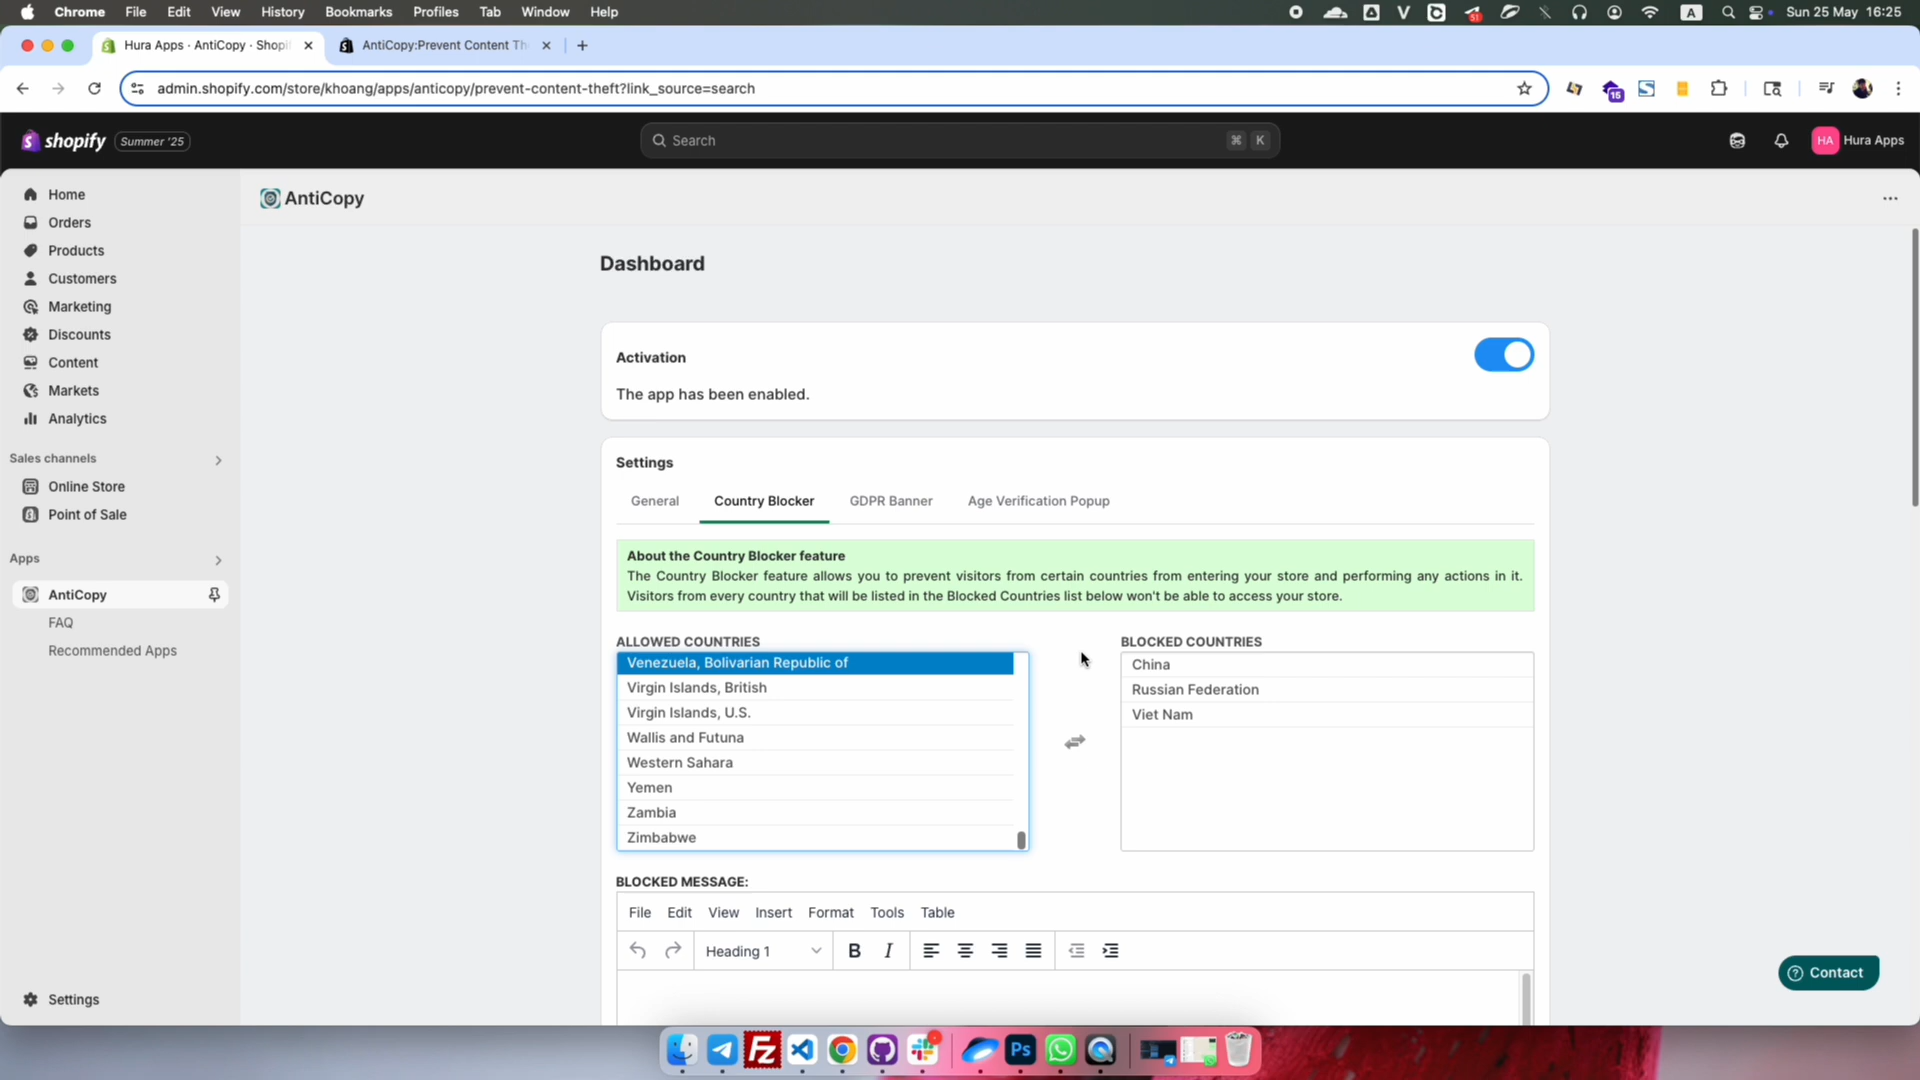 Chrome File Edit View History Bookmarks Profiles Tab Window Help
51
A
Sun 25 May 16:25
Hura Apps · AntiCopy · Shopi
AntiCopy:Prevent Content Th
admin.shopify.com/store/khoang/apps/anticopy/prevent-content-theft?link_source=search
15
shopify
Summer '25
Search
⌘ K
HA Hura Apps
Home
Orders
Products
Customers
Marketing
Discounts
Content
Markets
Analytics
Sales channels
Online Store
Point of Sale
Apps
AntiCopy
FAQ
Recommended Apps
Settings
AntiCopy
Dashboard
Activation
The app has been enabled.
Settings
General Country Blocker GDPR Banner Age Verification Popup
About the Country Blocker feature
The Country Blocker feature allows you to prevent visitors from certain countries from entering your store and performing any actions in it.
Visitors from every country that will be listed in the Blocked Countries list below won't be able to access your store.
ALLOWED COUNTRIES
Venezuela, Bolivarian Republic of
Virgin Islands, British
Virgin Islands, U.S.
Wallis and Futuna
Western Sahara
Yemen
Zambia
Zimbabwe
BLOCKED COUNTRIES
China
Russian Federation
Viet Nam
BLOCKED MESSAGE:
File Edit View Insert Format Tools Table
Heading 1
B I
Contact
Fz
Ps